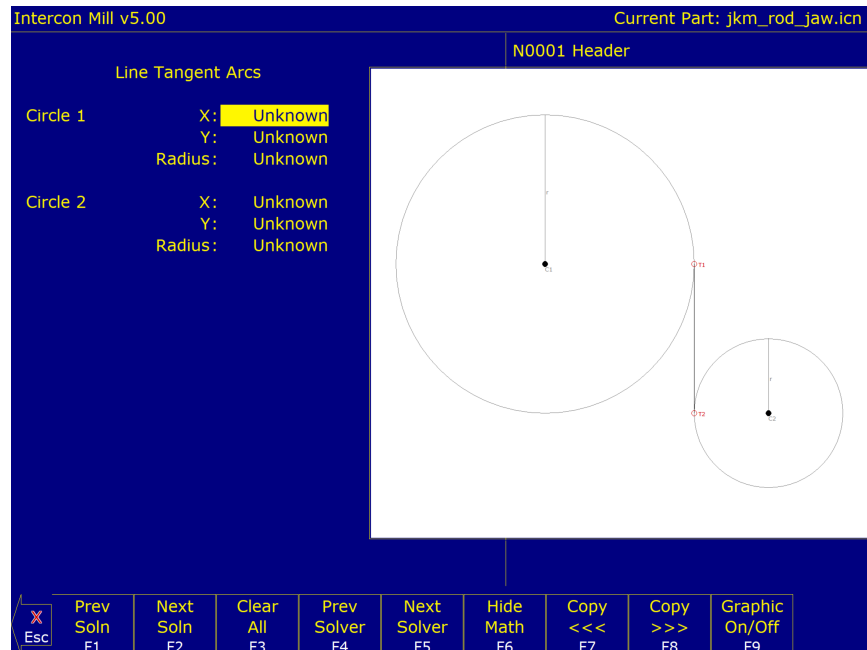 Intercon Mill v5.00
Current Part: jkm_rod_jaw.icn
N0001 Header
Line Tangent Arcs
Circle 1 X: Unknown
Y: Unknown
Radius: Unknown
Circle 2 X: Unknown
Y: Unknown
Radius: Unknown
r
C1
T1
r
T2
C2
X Esc
Prev Soln F1
Next Soln F2
Clear All F3
Prev Solver F4
Next Solver F5
Hide Math F6
Copy <<< F7
Copy >>> F8
Graphic On/Off F9